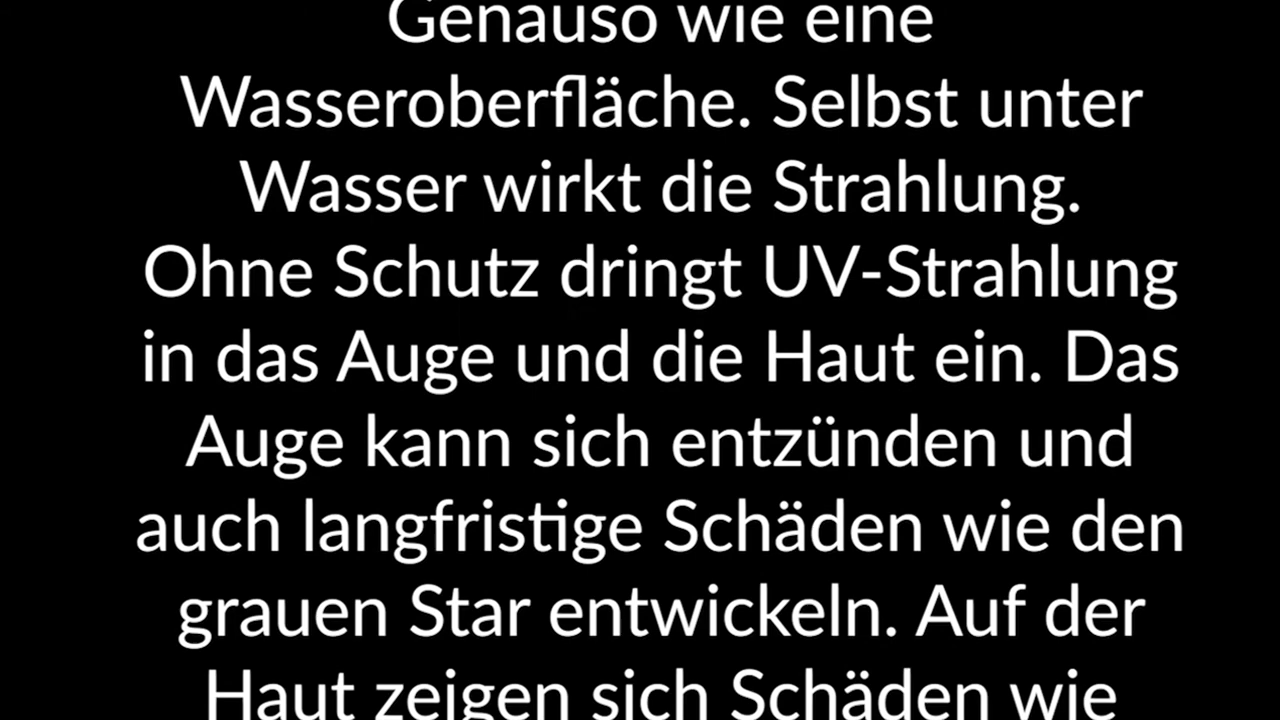 Genauso wie eine
Wasseroberfläche. Selbst unter
Wasser wirkt die Strahlung.
Ohne Schutz dringt UV-Strahlung
in das Auge und die Haut ein. Das
Auge kann sich entzünden und
auch langfristige Schäden wie den
grauen Star entwickeln. Auf der
Haut zeigen sich Schäden wie